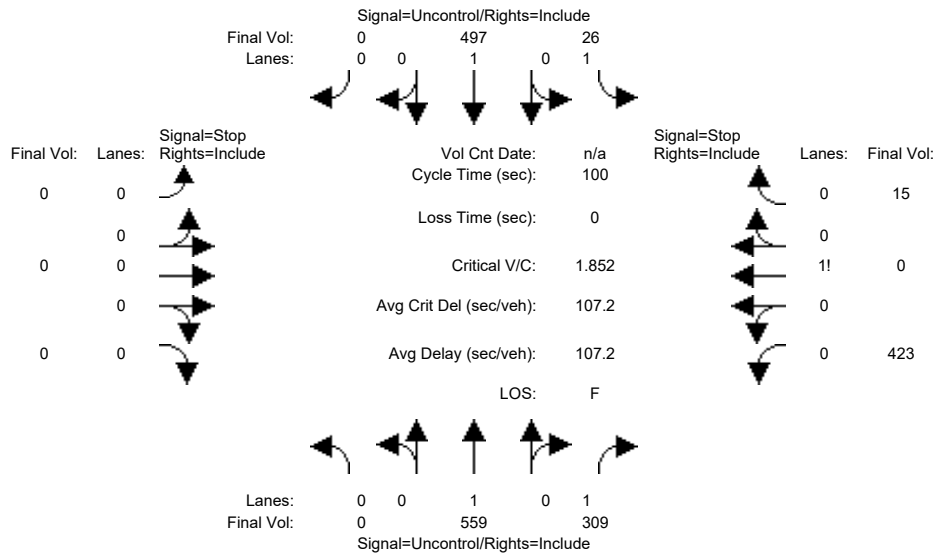 Signal=Uncontrol/Rights=Include
Final Vol: 0 497 26
Lanes: 0 0 1 0 1
Signal=Stop Signal=Stop
Final Vol: Lanes: Rights=Include Vol Cnt Date: n/a Rights=Include Lanes: Final Vol:
Cycle Time (sec): 100
0 0 0 15
Loss Time (sec): 0
0 0
0 0 Critical V/C: 1.852 1! 0
0 Avg Crit Del (sec/veh): 107.2 0
0 0 Avg Delay (sec/veh): 107.2 0 423
LOS: F
Lanes: 0 0 1 0 1
Final Vol: 0 559 309
Signal=Uncontrol/Rights=Include